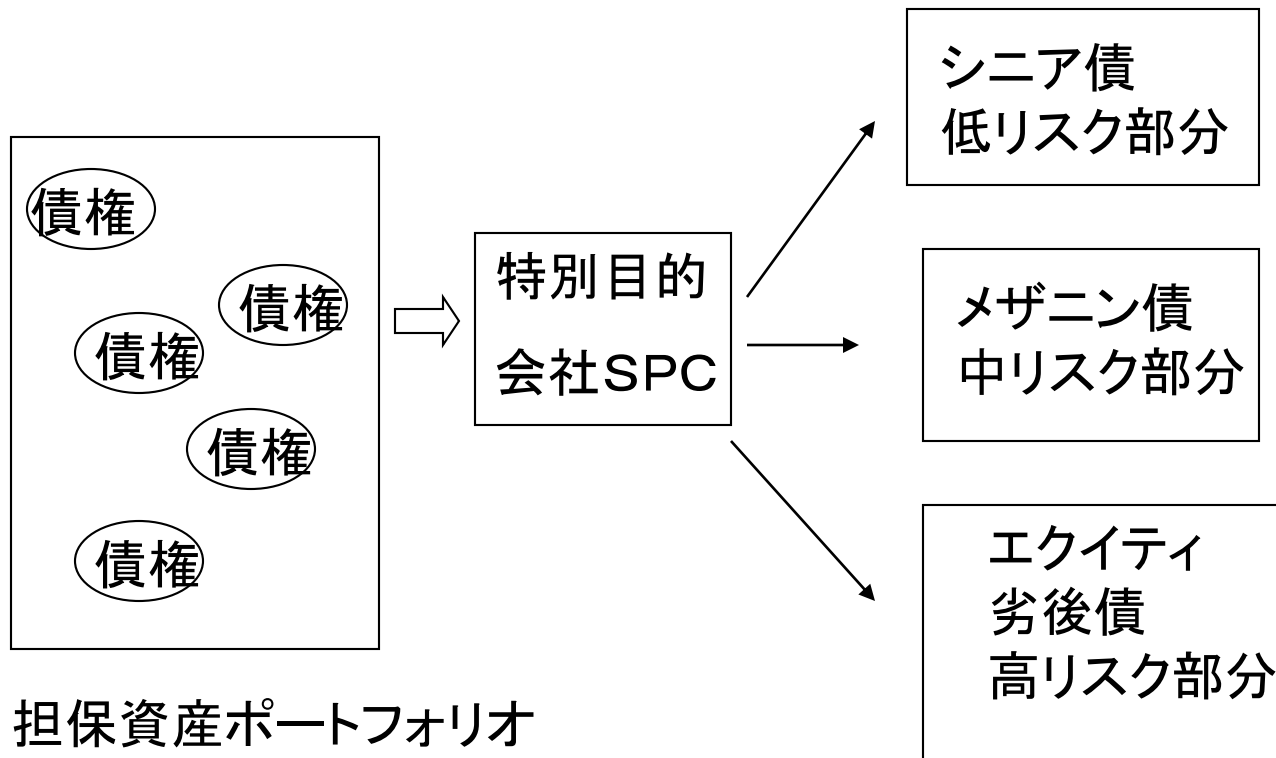 債権
債権
債権
債権
債権
担保資産ポートフォリオ
特別目的
会社ＳＰＣ
シニア債
低リスク部分
メザニン債
中リスク部分
エクイティ
劣後債
高リスク部分